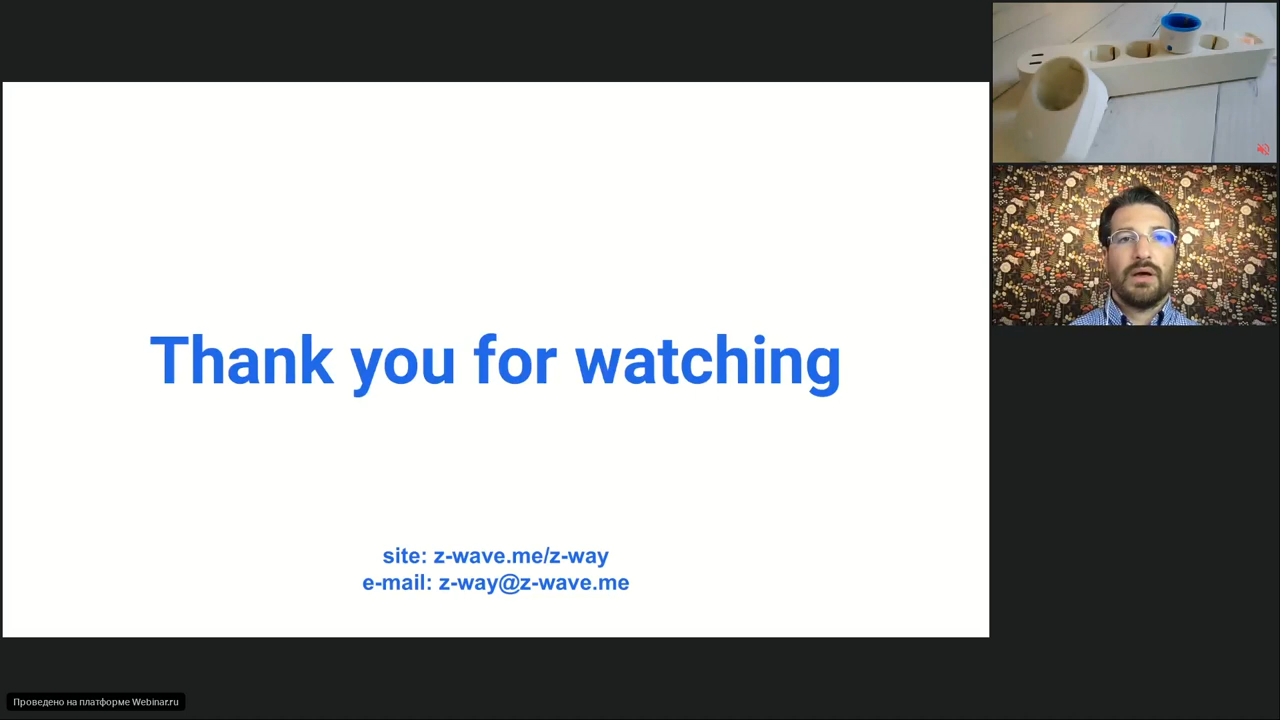 Thank you for watching
site: z-wave.me/z-way
e-mail: z-way@z-wave.me
Проведено на платформе Webinar.ru